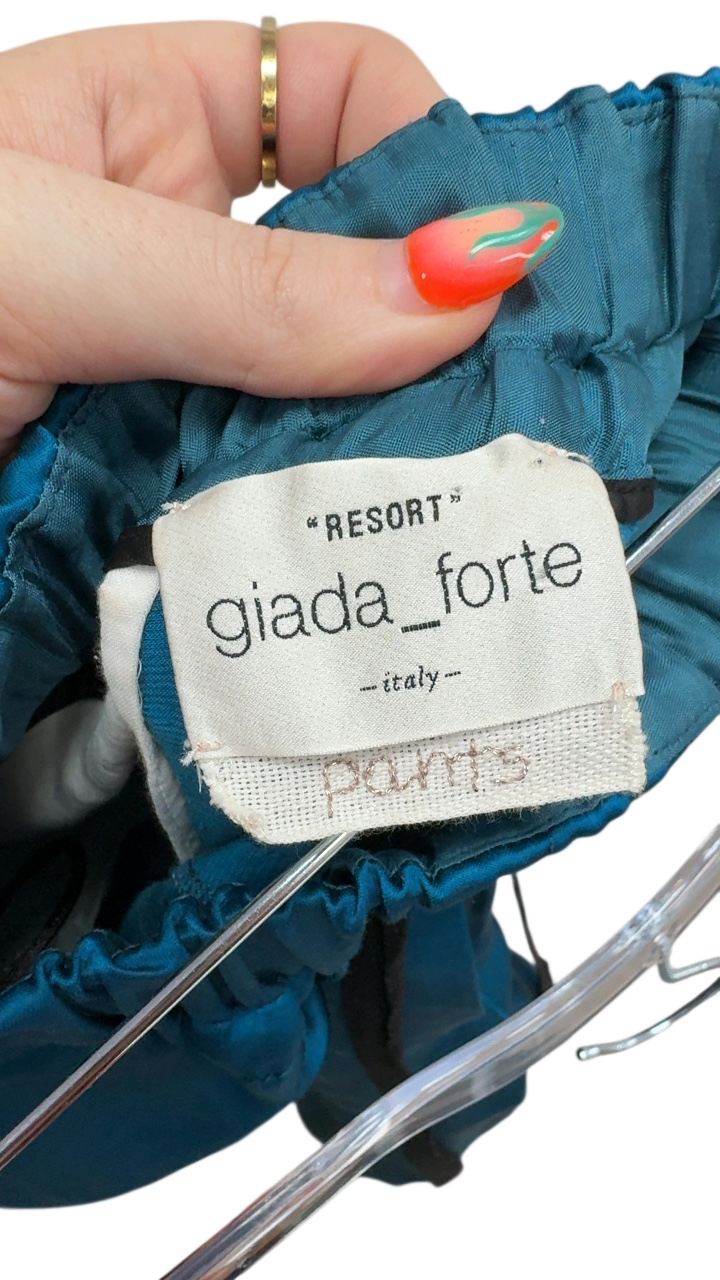 “RESORT”
giada_forte
–italy–
pants